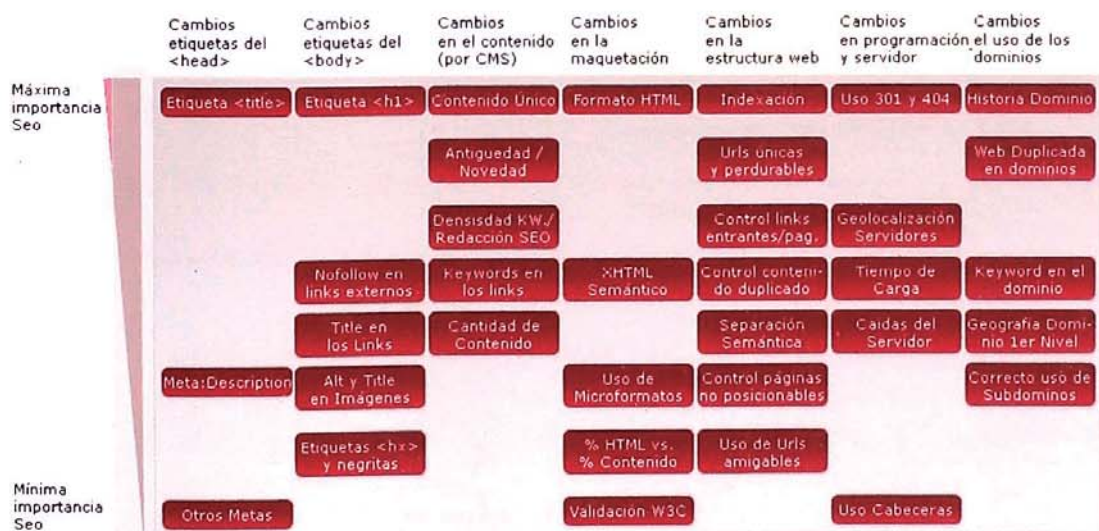 Cambios
etiquetas del
<head>
Cambios
etiquetas del
<body>
Cambios
en el contenido
(por CMS)
Cambios
en la
maquetación
Cambios
en la
estructura web
Cambios
en programación
y servidor
Cambios
el uso de los
dominios
Máxima
importancia
Seo
Etiqueta <title>
Etiqueta <h1>
Contenido Único
Formato HTML
Indexación
Uso 301 y 404
Historia Dominio
Antiguedad /
Novedad
Urls únicas
y perdurables
Web Duplicada
en dominios
Densisdad KW./
Redacción SEO
Control links
entrantes/pag.
Geolocalización
Servidores
Nofollow en
links externos
Keywords en
los links
XHTML
Semántico
Control conteni-
do duplicado
Tiempo de
Carga
Keyword en el
dominio
Title en
los Links
Cantidad de
Contenido
Separación
Semántica
Caidas del
Servidor
Geografia Domi-
nio 1er Nivel
Meta:Description
Alt y Title
en Imágenes
Uso de
Microformatos
Control páginas
no posicionables
Correcto uso de
Subdominos
Etiquetas <hx>
y negritas
% HTML vs.
% Contenido
Uso de Urls
amigables
Mínima
importancia
Seo
Otros Metas
Validación W3C
Uso Cabeceras